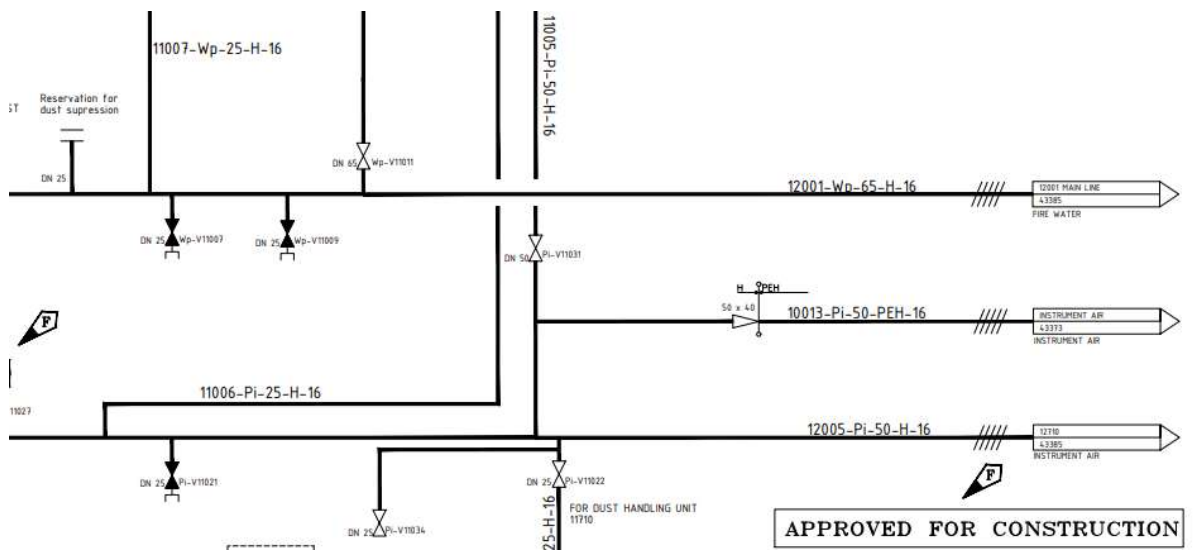 11007-Wp-25-H-16
11005-Pi-50-H-16
ST
Reservation for
dust supression
DN 65
Wp-V11011
DN 25
12001-Wp-65-H-16
12001 MAIN LINE
43385
FIRE WATER
DN 25
Wp-V11007
DN 25
Wp-V11009
DN 50
Pi-V11031
H
PEH
50 x 40
10013-Pi-50-PEH-16
INSTRUMENT AIR
43373
INSTRUMENT AIR
F
11006-Pi-25-H-16
11027
12005-Pi-50-H-16
12710
43385
INSTRUMENT AIR
DN 25
Pi-V11021
DN 25
Pi-V11022
F
FOR DUST HANDLING UNIT
11710
DN 25
Pi-V11034
25-H-16
APPROVED FOR CONSTRUCTION